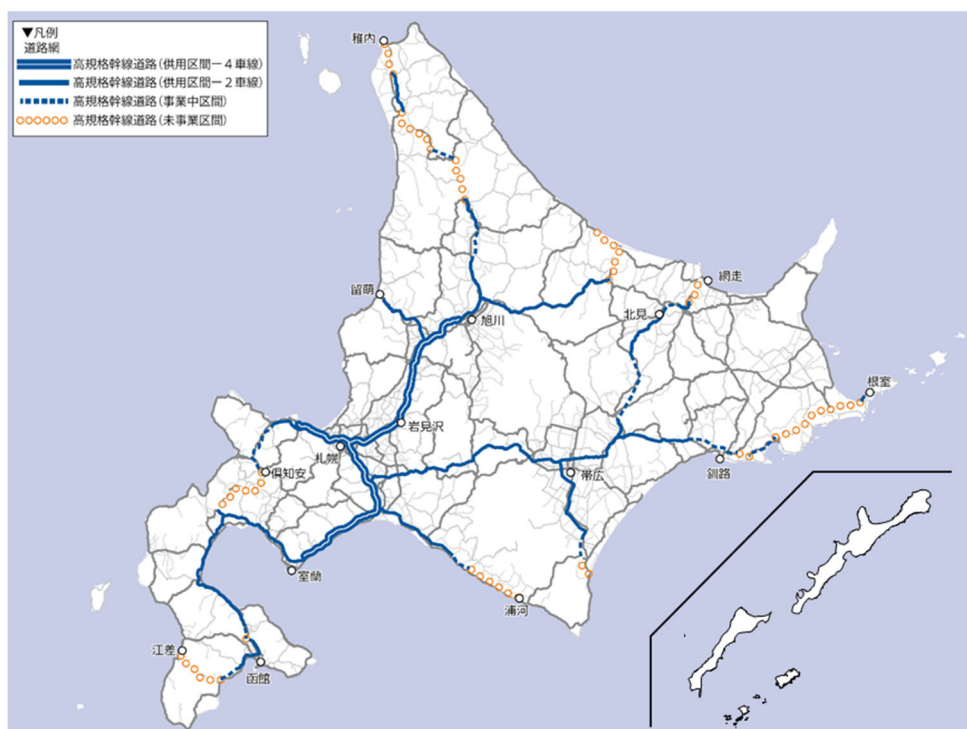 ▼凡例
道路網
高規格幹線道路(供用区間ー4車線)
高規格幹線道路(供用区間ー2車線)
高規格幹線道路(事業中区間)
高規格幹線道路(未事業区間)
稚内
網走
留萌
北見
旭川
根室
岩見沢
札幌
倶知安
帯広
釧路
室蘭
浦河
江差
函館